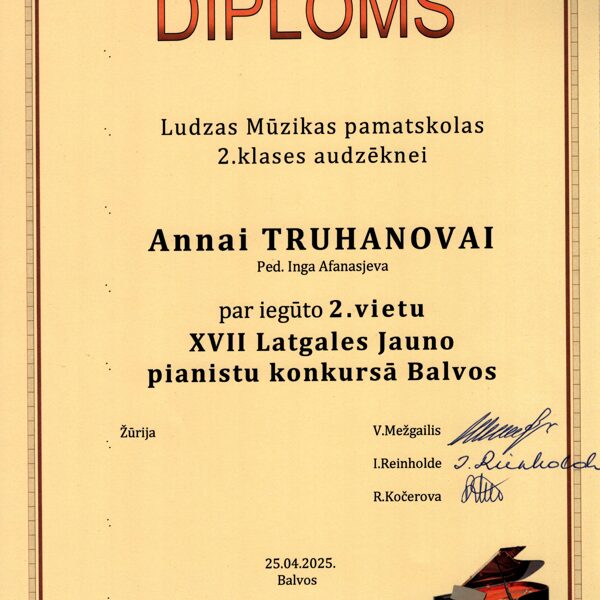 DIPLOMS
Ludzas Mūzikas pamatskolas
2.klases audzēknei
Annai TRUHANOVAI
Ped. Inga Afanasjeva
par iegūto 2.vietu
XVII Latgales Jauno
pianistu konkursā Balvos
Žūrija
V.Mežgailis
I.Reinholde I.Reinholde
R.Kočerova
25.04.2025.
Balvos